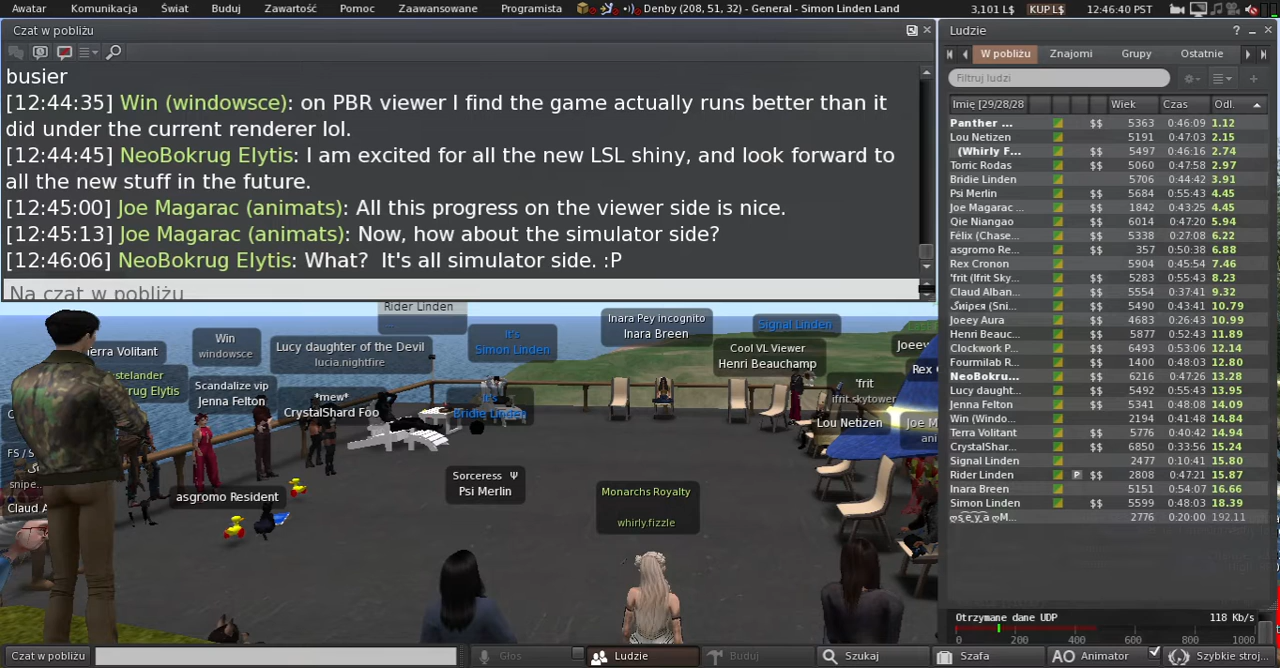 Awatar Komunikacja Świat Buduj Zawartość Pomoc Zaawansowane Programista Denby (208, 51, 32) - General - Simon Linden Land 3,101 L$ KUP L$ 12:46:40 PST
Czat w pobliżu
busier
[12:44:35] Win (windowsce): on PBR viewer I find the game actually runs better than it
did under the current renderer lol.
[12:44:45] NeoBokrug Elytis: I am excited for all the new LSL shiny, and look forward to
all the new stuff in the future.
[12:45:00] Joe Magarac (animats): All this progress on the viewer side is nice.
[12:45:13] Joe Magarac (animats): Now, how about the simulator side?
[12:46:06] NeoBokrug Elytis: What? It's all simulator side. :P
Na czat w pobliżu
Rider Linden
Inara Pey incognito
Inara Breen
Signal Linden
Win
windowsce
It's
Simon Linden
Terra Volitant
Lucy daughter of the Devil
lucia.nightfire
Cool VL Viewer
Henri Beauchamp
Joeey
Rex
Scandalize vip
Jenna Felton
*mew*
CrystalShard Foo
It's
Bridie Linden
'frit
ifrit skytower
Lou Netizen
Joe M
ani
FS / S
snipe..
Claud A
asgromo Resident
Sorceress Ψ
Psi Merlin
Monarchs Royalty
whirly.fizzle
Ludzie
W pobliżu Znajomi Grupy Ostatnie
Filtruj ludzi
Imię [29/28/28 Wiek Czas Odl.
Panther ... $$ 5363 0:46:09 1.12
Lou Netizen 5191 0:47:03 2.15
(Whirly F... $$ 5497 0:46:16 2.74
Torric Rodas $$ 5060 0:47:58 2.97
Bridie Linden 5706 0:44:42 3.91
Psi Merlin $$ 5684 0:55:43 4.45
Joe Magarac ... $$ 1842 0:43:25 4.45
Qie Niangao $$ 6014 0:47:20 5.94
Félix (Chase... $$ 5338 0:27:08 6.22
asgromo Re... $$ 357 0:50:38 6.88
Rex Cronon 5904 0:45:54 7.46
'frit (Ifrit Sky... $$ 5283 0:55:43 8.23
Claud Alban... $$ 5554 0:37:41 9.32
(Sni... $$ 5490 0:43:41 10.79
Joeey Aura $$ 4683 0:26:43 10.99
Henri Beauc... $$ 5877 0:52:43 11.89
Clockwork P... $$ 6493 0:53:06 12.14
Fourmilab R... $$ 1400 0:48:03 12.80
NeoBokru... $$ 6216 0:47:26 13.28
Lucy daught... $$ 5492 0:55:43 13.95
Jenna Felton $$ 5341 0:48:08 14.09
Win (Windo... 2194 0:41:48 14.84
Terra Volitant $$ 5776 0:40:42 14.94
CrystalShar... $$ 6850 0:33:56 15.24
Signal Linden 2477 0:10:41 15.80
Rider Linden P $$ 2808 0:47:21 15.87
Inara Breen 5151 0:54:07 16.66
Simon Linden $$ 5599 0:48:03 18.39
2776 0:20:00 192.11
Otrzymane dane UDP 118 Kb/s
0 200 400 600 800 1000
Czat w pobliżu Głos Ludzie Buduj Szukaj Szafa AO Animator Szybkie stroj...